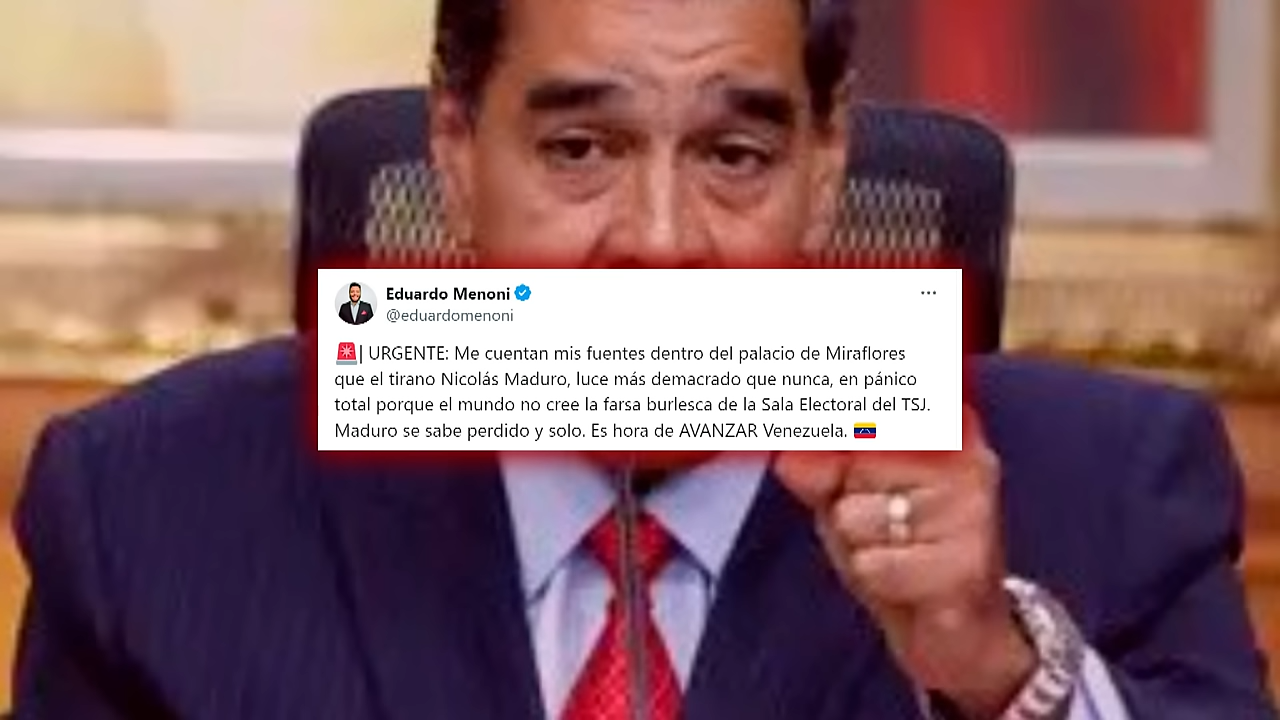 Eduardo Menoni
@eduardomenoni
🚨| URGENTE: Me cuentan mis fuentes dentro del palacio de Miraflores
que el tirano Nicolás Maduro, luce más demacrado que nunca, en pánico
total porque el mundo no cree la farsa burlesca de la Sala Electoral del TSJ.
Maduro se sabe perdido y solo. Es hora de AVANZAR Venezuela. 🇻🇪